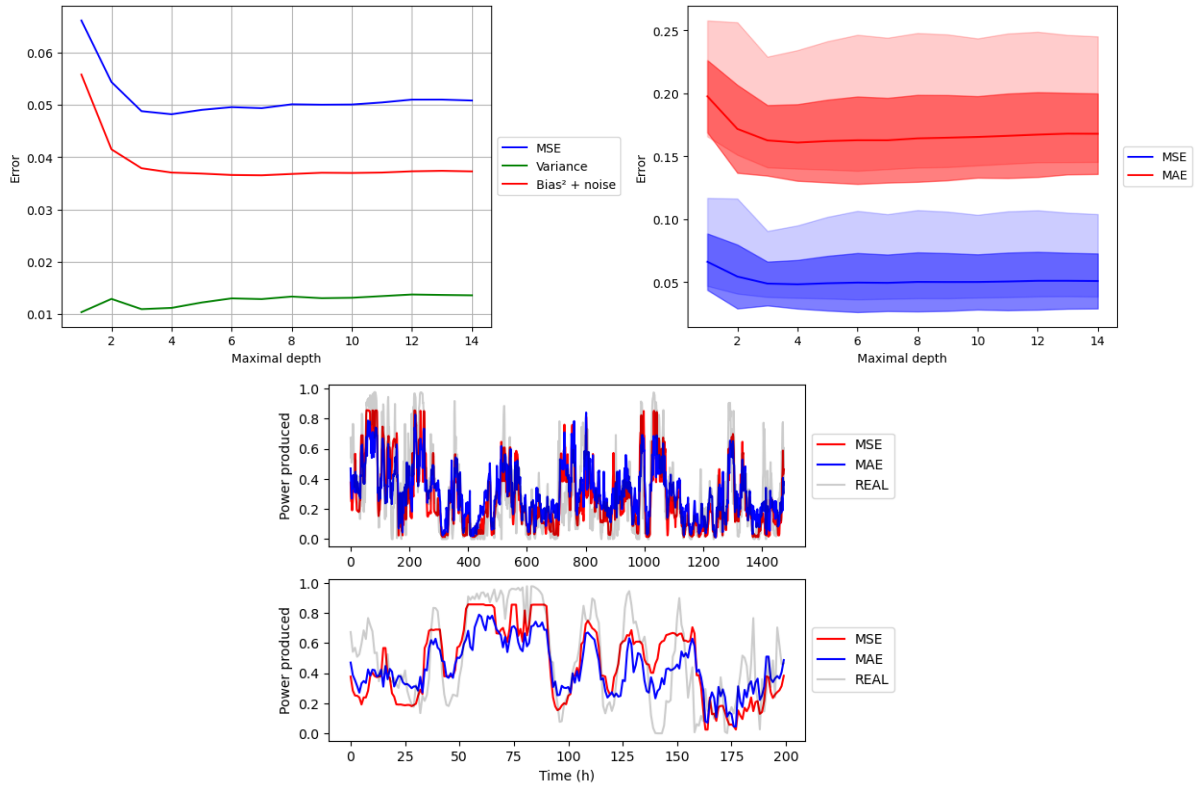 0.06
0.05
0.04
0.03
0.02
0.01
Error
2 4 6 8 10 12 14
Maximal depth
MSE
Variance
Bias² + noise
0.25
0.20
0.15
0.10
0.05
Error
2 4 6 8 10 12 14
Maximal depth
MSE
MAE
1.0
0.8
0.6
0.4
0.2
0.0
Power produced
0 200 400 600 800 1000 1200 1400
MSE
MAE
REAL
1.0
0.8
0.6
0.4
0.2
0.0
Power produced
0 25 50 75 100 125 150 175 200
Time (h)
MSE
MAE
REAL